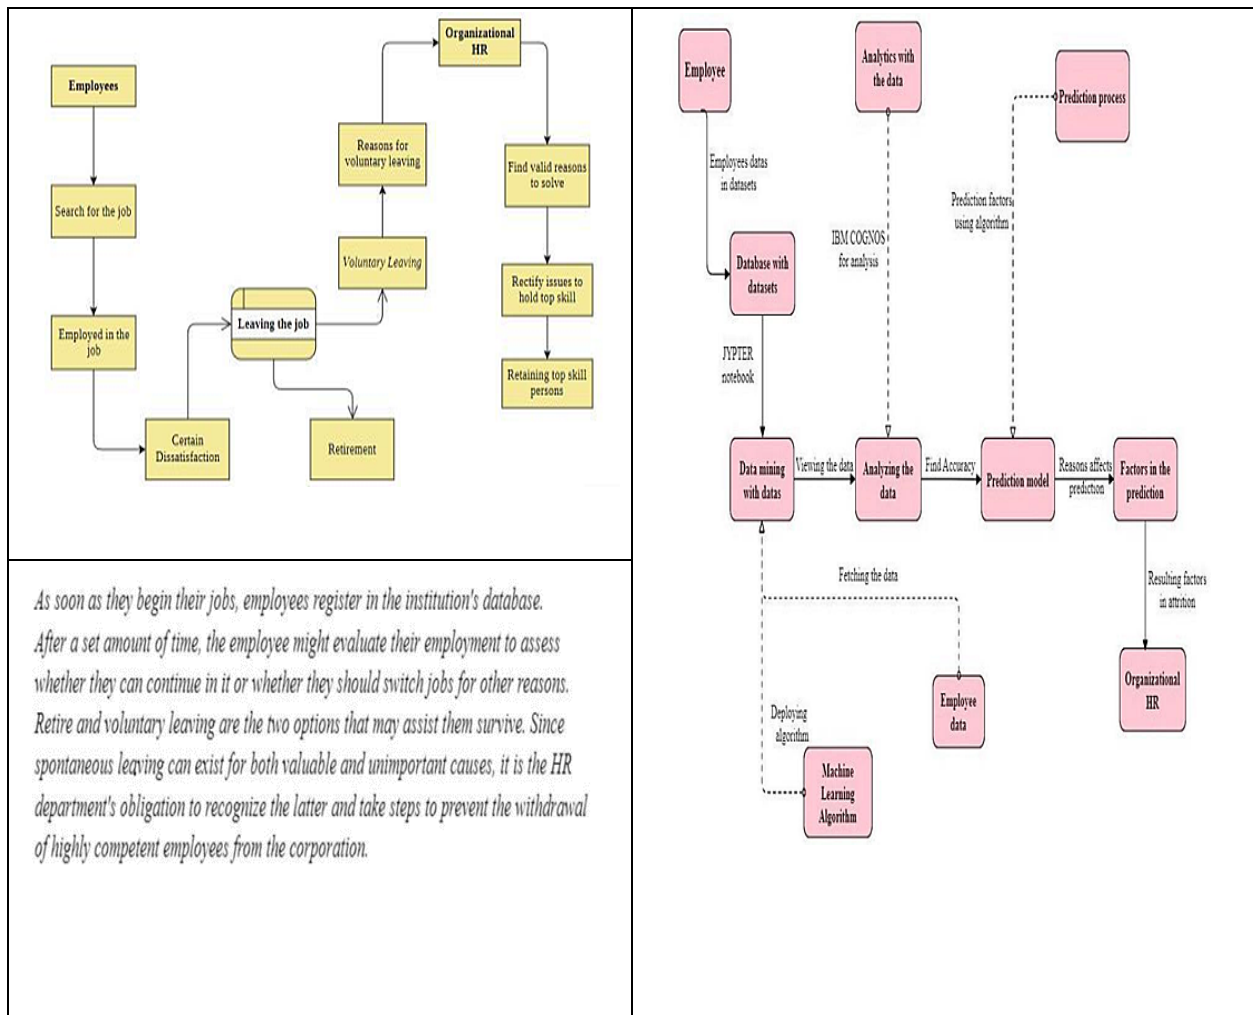 Employees
Search for the job
Employed in the
job
Certain
Dissatisfaction
Leaving the job
Retirement
Voluntary Leaving
Reasons for
voluntary leaving
Organizational
HR
Find valid reasons
to solve
Rectify issues to
hold top skill
Retaining top skill
persons
As soon as they begin their jobs, employees register in the institution's database.
After a set amount of time, the employee might evaluate their employment to assess
whether they can continue in it or whether they should switch jobs for other reasons.
Retire and voluntary leaving are the two options that may assist them survive. Since
spontaneous leaving can exist for both valuable and unimportant causes, it is the HR
department's obligation to recognize the latter and take steps to prevent the withdrawal
of highly competent employees from the corporation.
Employee
Employees datas
in datasets
Database with
datasets
JYPTER
notebook
Data mining
with datas
Viewing the data
Analytics with
the data
IBM COGNOS
for analysis
Analyzing the
data
Find Accuracy
Prediction process
Prediction factors
using algorithm
Prediction model
Reasons affects
prediction
Factors in the
prediction
Resulting factors
in attrition
Organizational
HR
Fetching the data
Employee
data
Deploying
algorithm
Machine
Learning
Algorithm